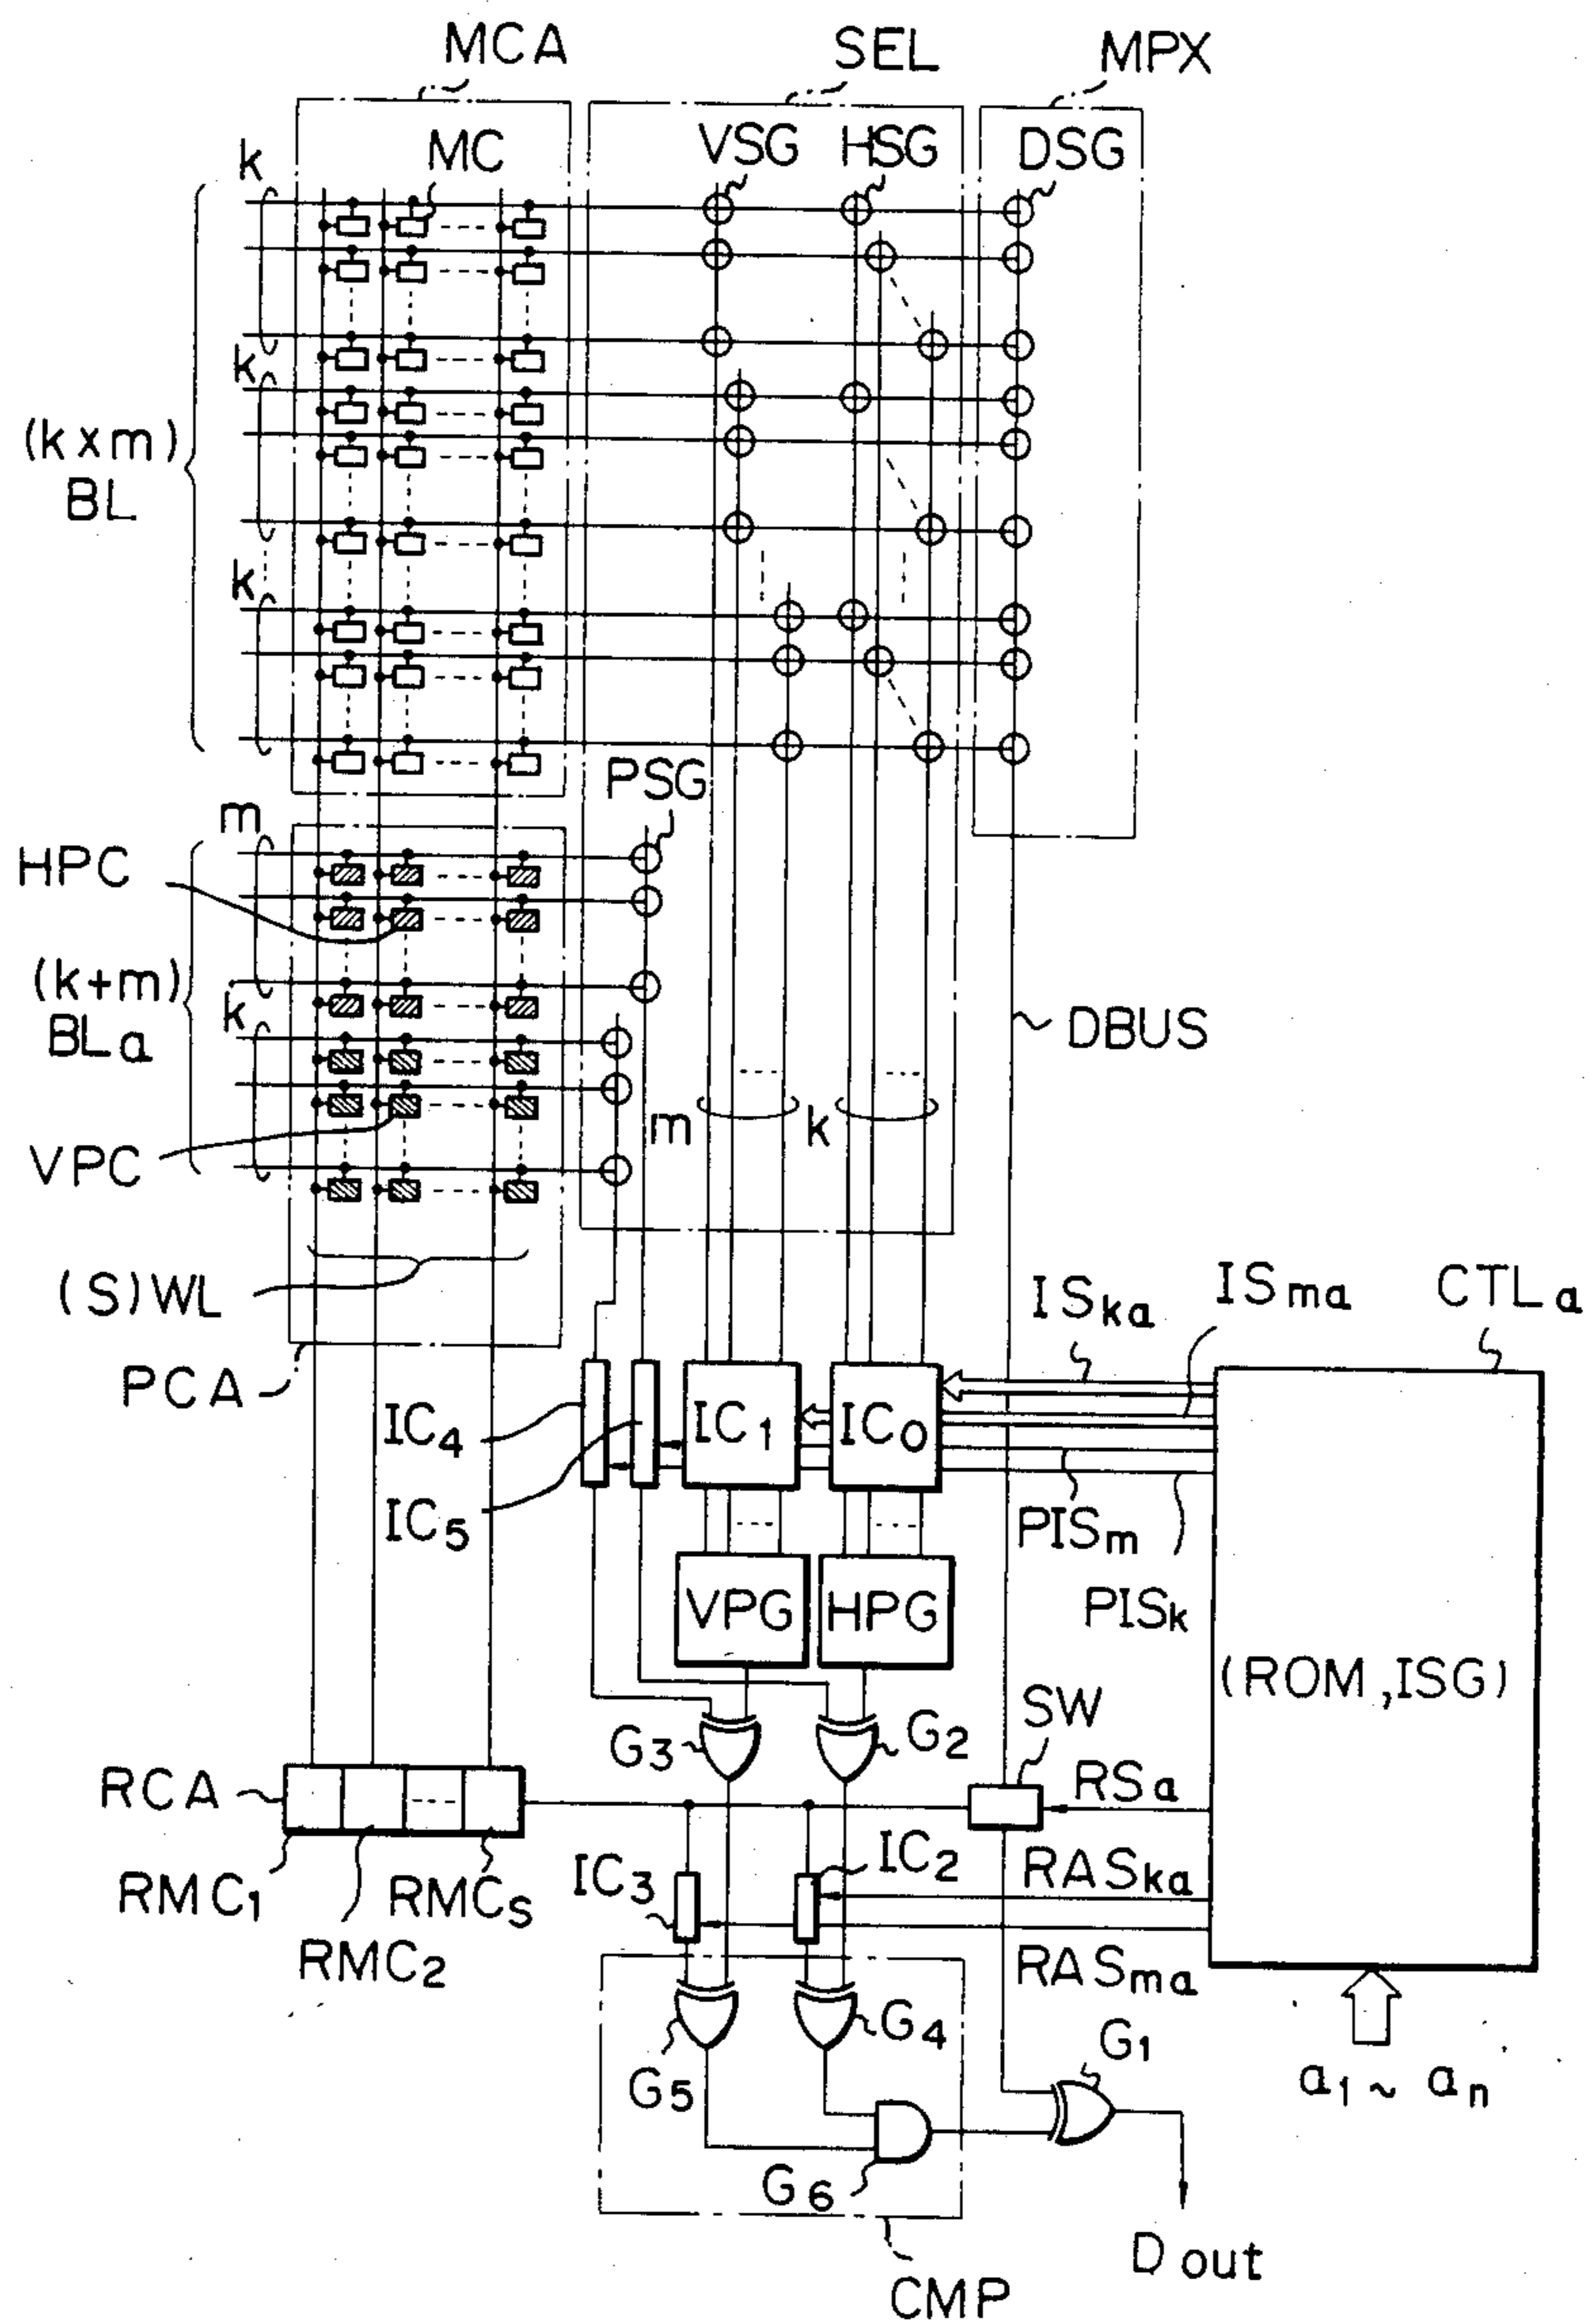 MCA SEL MPX
k MC VSG HSG DSG
k
(k×m)
BL
k
PSG
m
HPC
(k+m)
BLa
k
DBUS
m k
VPC
(S)WL
ISka ISma CTLa
PCA
IC4 IC1 IC0
IC5 PISm
VPG HPG PISk
(ROM,ISG)
SW
G3 G2
RCA RSa
IC3 IC2
RMC1 RMCS RASka
RMC2 RASma
G4
G5 G1
a1~an
G6
Dout
CMP